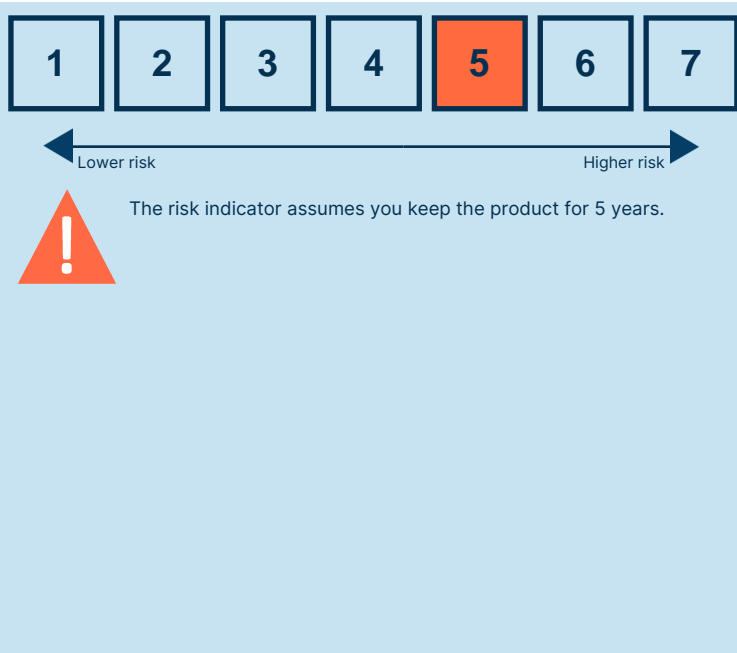 1 2 3 4 5 6 7
Lower risk Higher risk
The risk indicator assumes you keep the product for 5 years.
!